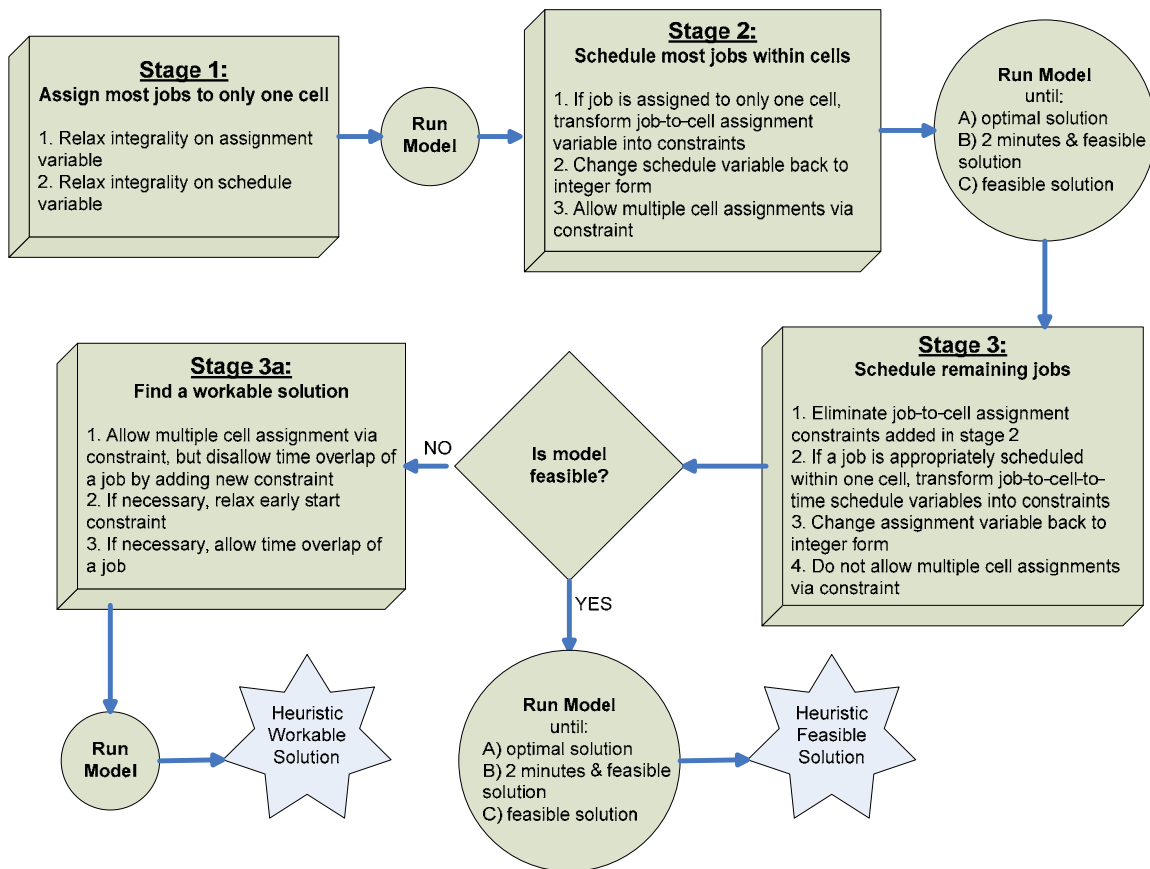 Stage 1:
Assign most jobs to only one cell
1. Relax integrality on assignment
variable
2. Relax integrality on schedule
variable
Run
Model
Stage 2:
Schedule most jobs within cells
1. If job is assigned to only one cell,
transform job-to-cell assignment
variable into constraints
2. Change schedule variable back to
integer form
3. Allow multiple cell assignments via
constraint
Run Model
until:
A) optimal solution
B) 2 minutes & feasible
solution
C) feasible solution
Stage 3:
Schedule remaining jobs
1. Eliminate job-to-cell assignment
constraints added in stage 2
2. If a job is appropriately scheduled
within one cell, transform job-to-cell-to-
time schedule variables into constraints
3. Change assignment variable back to
integer form
4. Do not allow multiple cell assignments
via constraint
Is model
feasible?
NO
YES
Stage 3a:
Find a workable solution
1. Allow multiple cell assignment via
constraint, but disallow time overlap of
a job by adding new constraint
2. If necessary, relax early start
constraint
3. If necessary, allow time overlap of
a job
Run
Model
Heuristic
Workable
Solution
Run Model
until:
A) optimal solution
B) 2 minutes & feasible
solution
C) feasible solution
Heuristic
Feasible
Solution